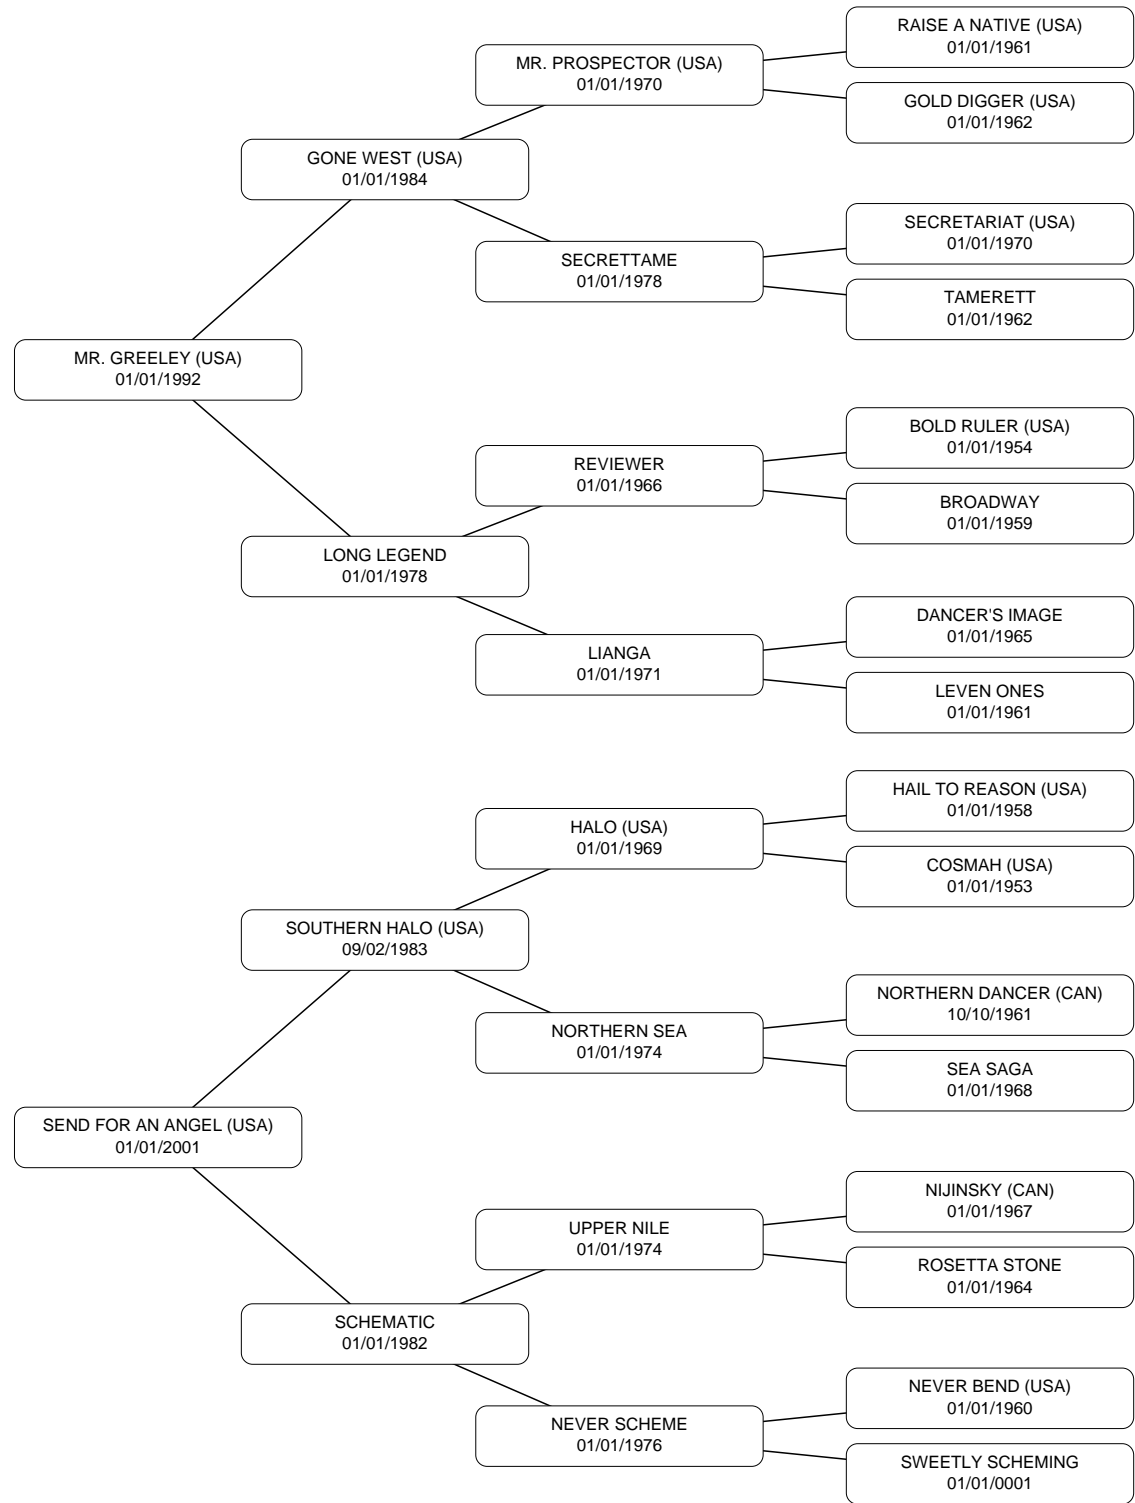 RAISE A NATIVE (USA)
01/01/1961
MR. PROSPECTOR (USA)
01/01/1970
GOLD DIGGER (USA)
01/01/1962
GONE WEST (USA)
01/01/1984
SECRETARIAT (USA)
01/01/1970
SECRETTAME
01/01/1978
TAMERETT
01/01/1962
MR. GREELEY (USA)
01/01/1992
BOLD RULER (USA)
01/01/1954
REVIEWER
01/01/1966
BROADWAY
01/01/1959
LONG LEGEND
01/01/1978
DANCER'S IMAGE
01/01/1965
LIANGA
01/01/1971
LEVEN ONES
01/01/1961
HAIL TO REASON (USA)
01/01/1958
HALO (USA)
01/01/1969
COSMAH (USA)
01/01/1953
SOUTHERN HALO (USA)
09/02/1983
NORTHERN DANCER (CAN)
10/10/1961
NORTHERN SEA
01/01/1974
SEA SAGA
01/01/1968
SEND FOR AN ANGEL (USA)
01/01/2001
NIJINSKY (CAN)
01/01/1967
UPPER NILE
01/01/1974
ROSETTA STONE
01/01/1964
SCHEMATIC
01/01/1982
NEVER BEND (USA)
01/01/1960
NEVER SCHEME
01/01/1976
SWEETLY SCHEMING
01/01/0001